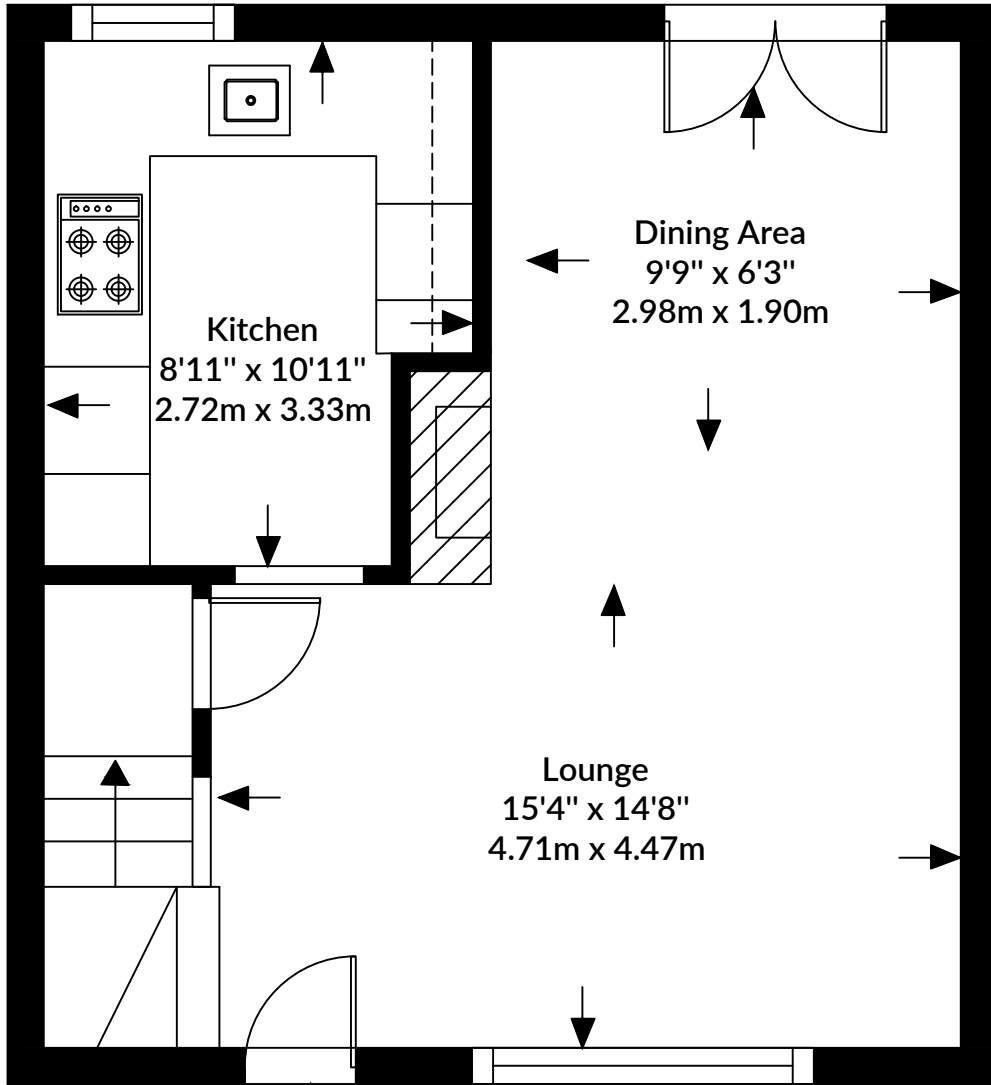 Dining Area
9'9" x 6'3"
2.98m x 1.90m
Kitchen
8'11" x 10'11"
2.72m x 3.33m
Lounge
15'4" x 14'8"
4.71m x 4.47m